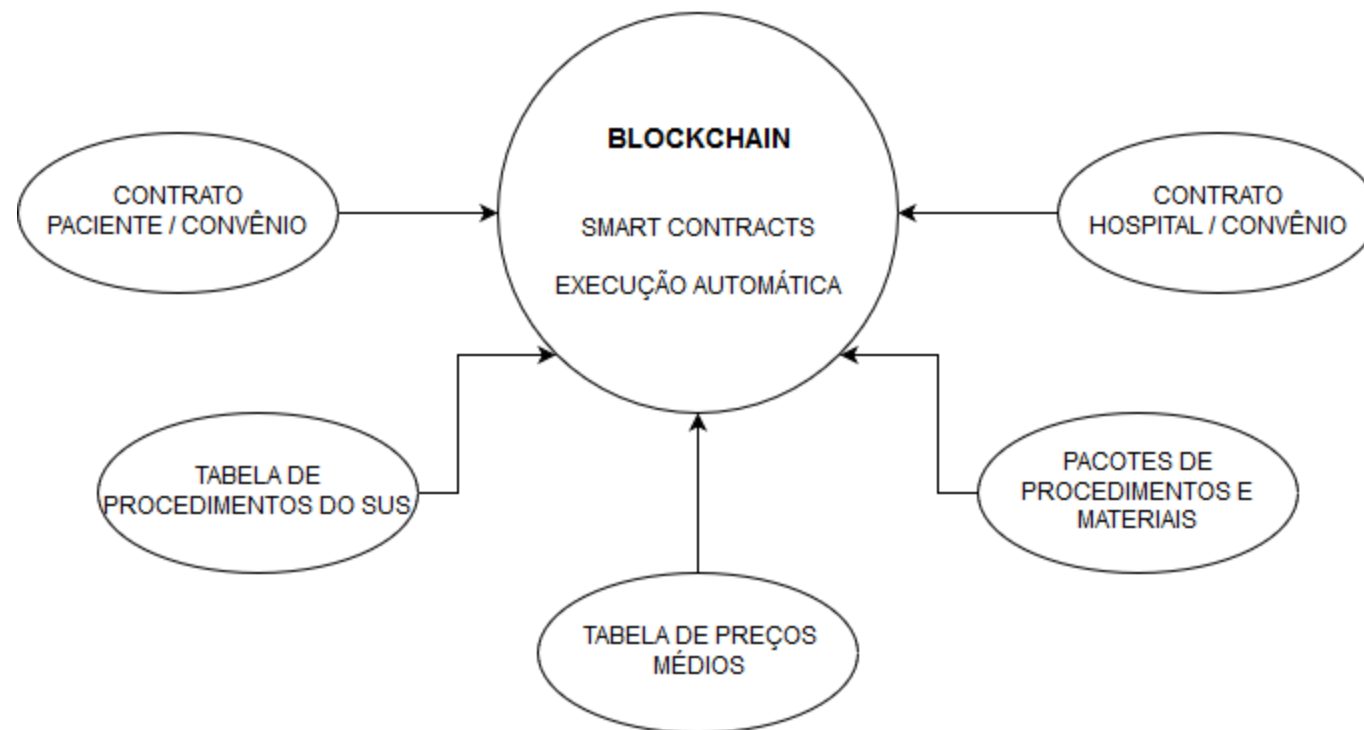 BLOCKCHAIN
SMART CONTRACTS
EXECUÇÃO AUTOMÁTICA
CONTRATO
PACIENTE / CONVÊNIO
CONTRATO
HOSPITAL / CONVÊNIO
TABELA DE
PROCEDIMENTOS DO SUS
PACOTES DE
PROCEDIMENTOS E
MATERIAIS
TABELA DE PREÇOS
MÉDIOS